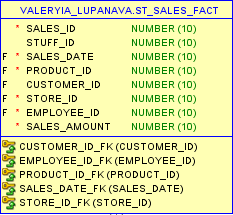 VALERYIA_LUPANAVA.ST_SALES_FACT
* SALES_ID NUMBER (10)
STUFF_ID NUMBER (10)
F * SALES_DATE NUMBER (10)
F * PRODUCT_ID NUMBER (10)
F CUSTOMER_ID NUMBER (10)
F * STORE_ID NUMBER (10)
F * EMPLOYEE_ID NUMBER (10)
* SALES_AMOUNT NUMBER (10)
CUSTOMER_ID_FK (CUSTOMER_ID)
EMPLOYEE_ID_FK (EMPLOYEE_ID)
PRODUCT_ID_FK (PRODUCT_ID)
SALES_DATE_FK (SALES_DATE)
STORE_ID_FK (STORE_ID)